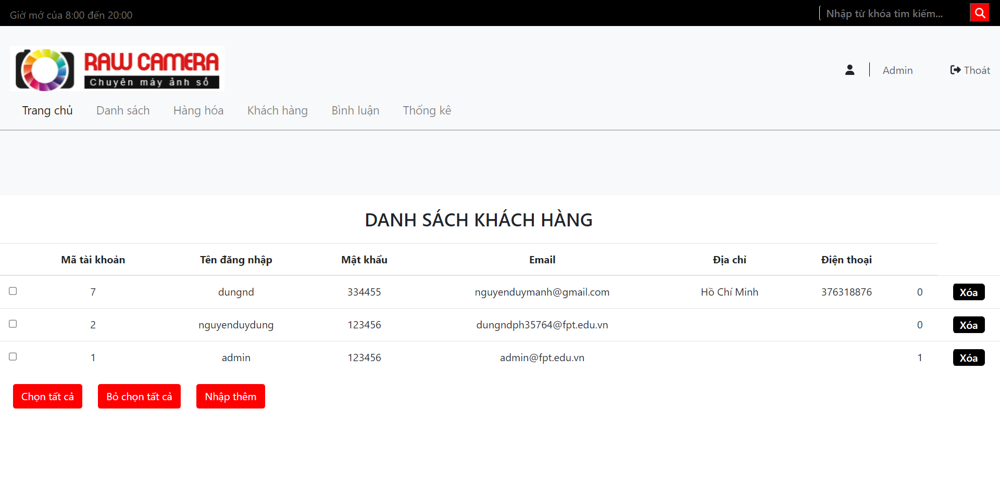 Giờ mở của 8:00 đến 20:00
Nhập từ khóa tìm kiếm...
RAW CAMERA
Chuyên máy ảnh số
Admin
Thoát
Trang chủ Danh sách Hàng hóa Khách hàng Bình luận Thống kê
DANH SÁCH KHÁCH HÀNG
Mã tài khoản Tên đăng nhập Mật khẩu Email Địa chỉ Điện thoại
7 dungnd 334455 nguyenduymanh@gmail.com Hồ Chí Minh 376318876 0 Xóa
2 nguyenduydung 123456 dungndph35764@fpt.edu.vn 0 Xóa
1 admin 123456 admin@fpt.edu.vn 1 Xóa
Chọn tất cả Bỏ chọn tất cả Nhập thêm